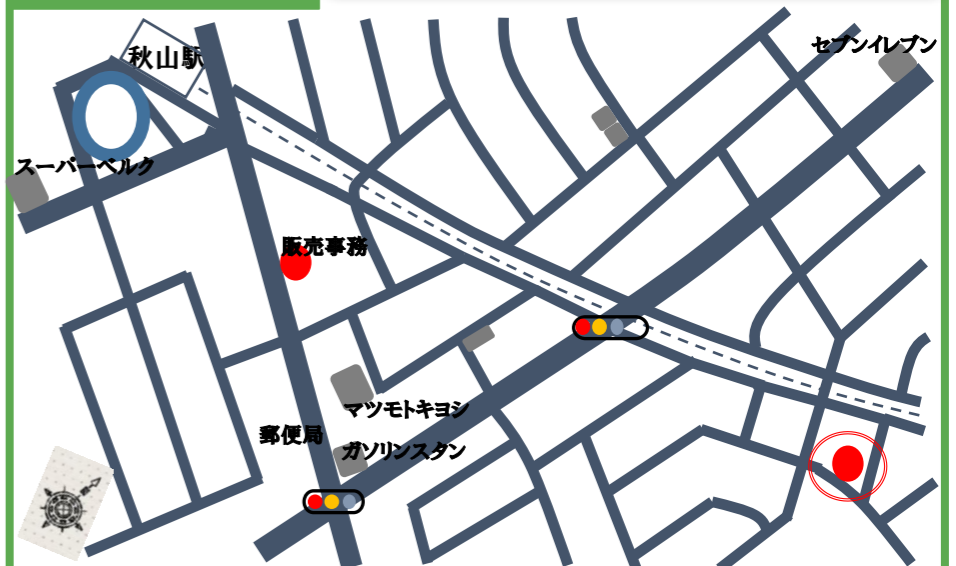 セブンイレブン
秋山駅
スーパーベルク
販売事務
マツモトキヨシ
郵便局
ガソリンスタン